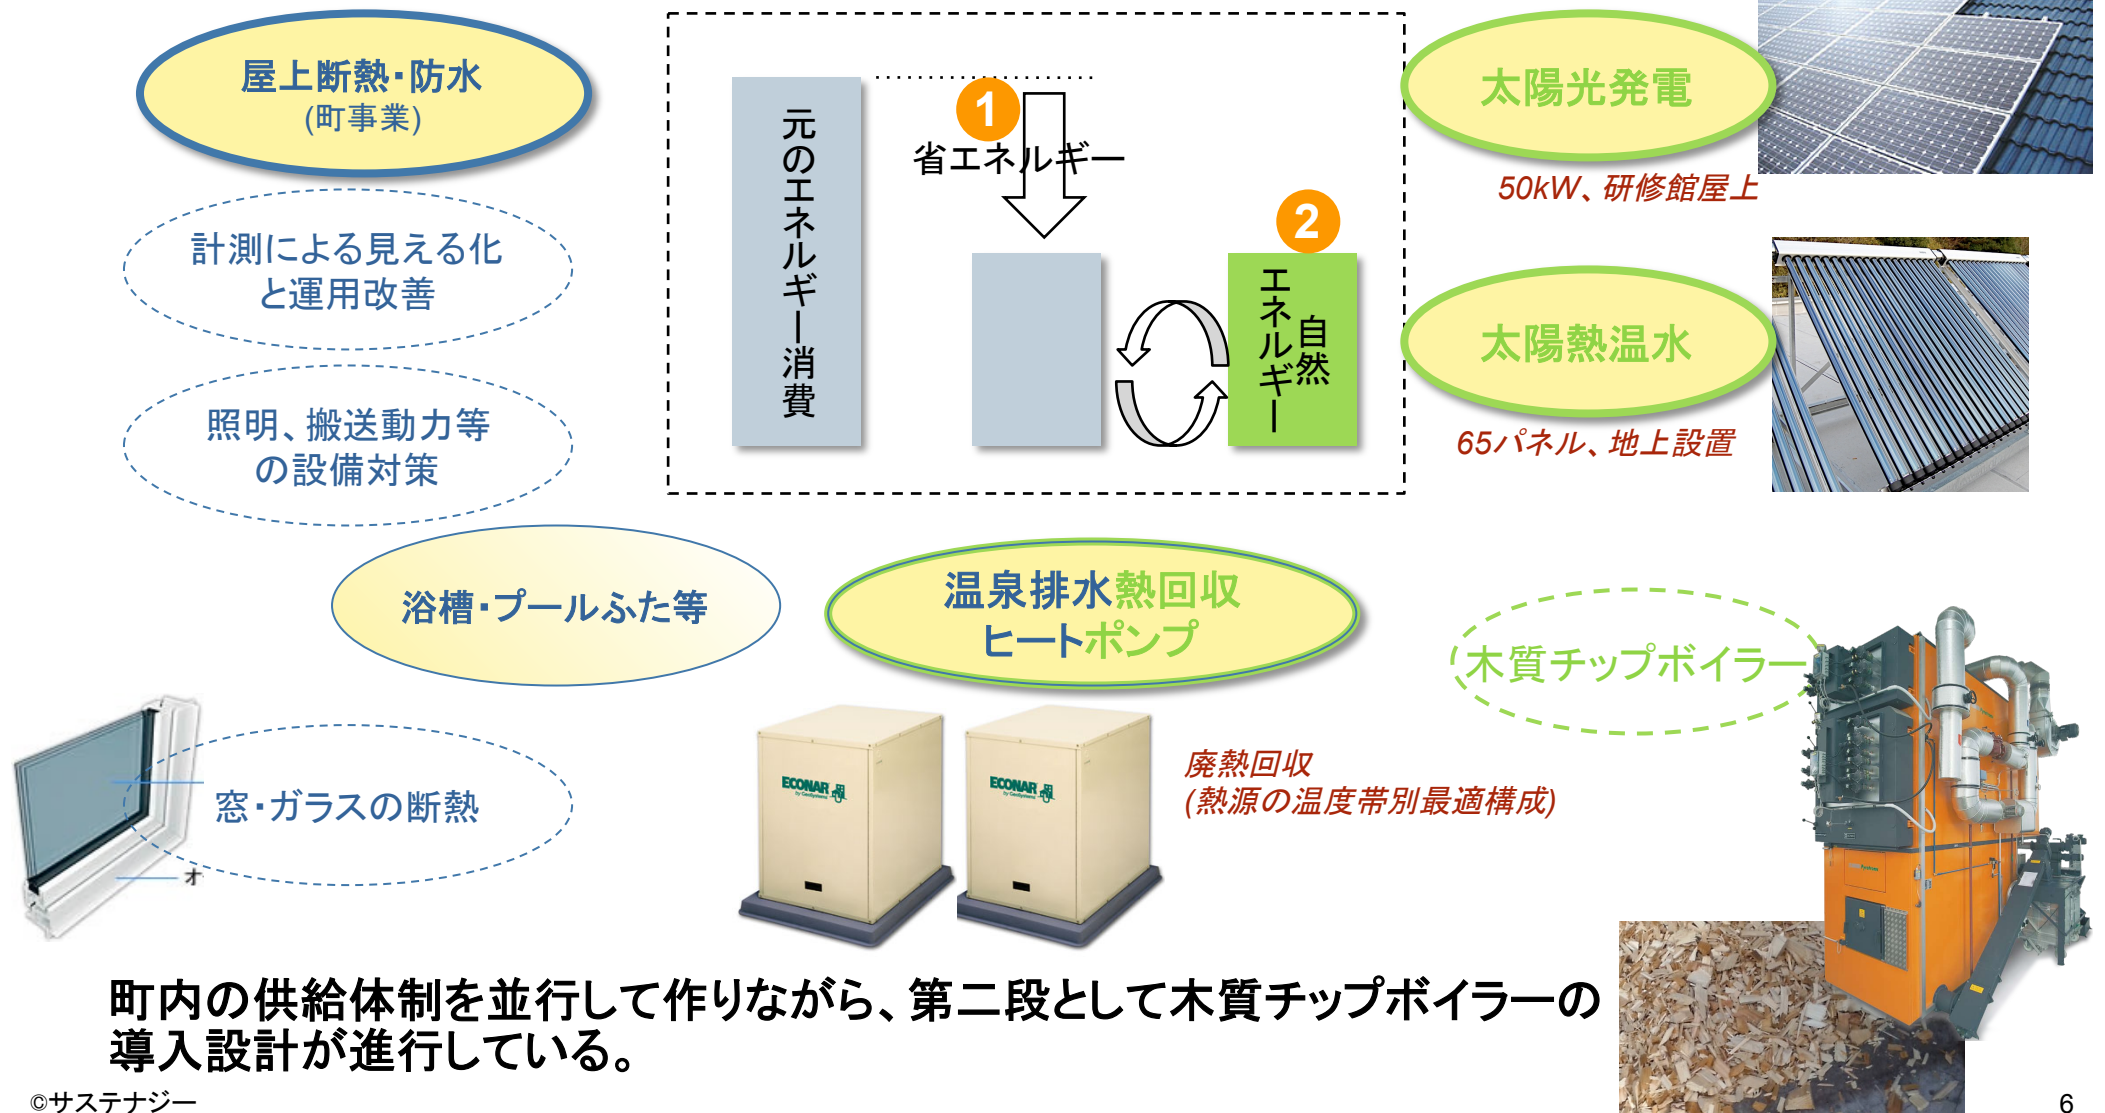 屋上断熱・防水
(町事業)
計測による見える化
と運用改善
照明、搬送動力等
の設備対策
元のエネルギー消費
1
省エネルギー
2
自然
エネルギー
太陽光発電
50kW、研修館屋上
太陽熱温水
65パネル、地上設置
浴槽・プールふた等
温泉排水熱回収
ヒートポンプ
木質チップボイラー
窓・ガラスの断熱
オ
ECONAR
by GeoSystems
ECONAR
by GeoSystems
廃熱回収
(熱源の温度帯別最適構成)
町内の供給体制を並行して作りながら、第二段として木質チップボイラーの
導入設計が進行している。
©サステナジー
6